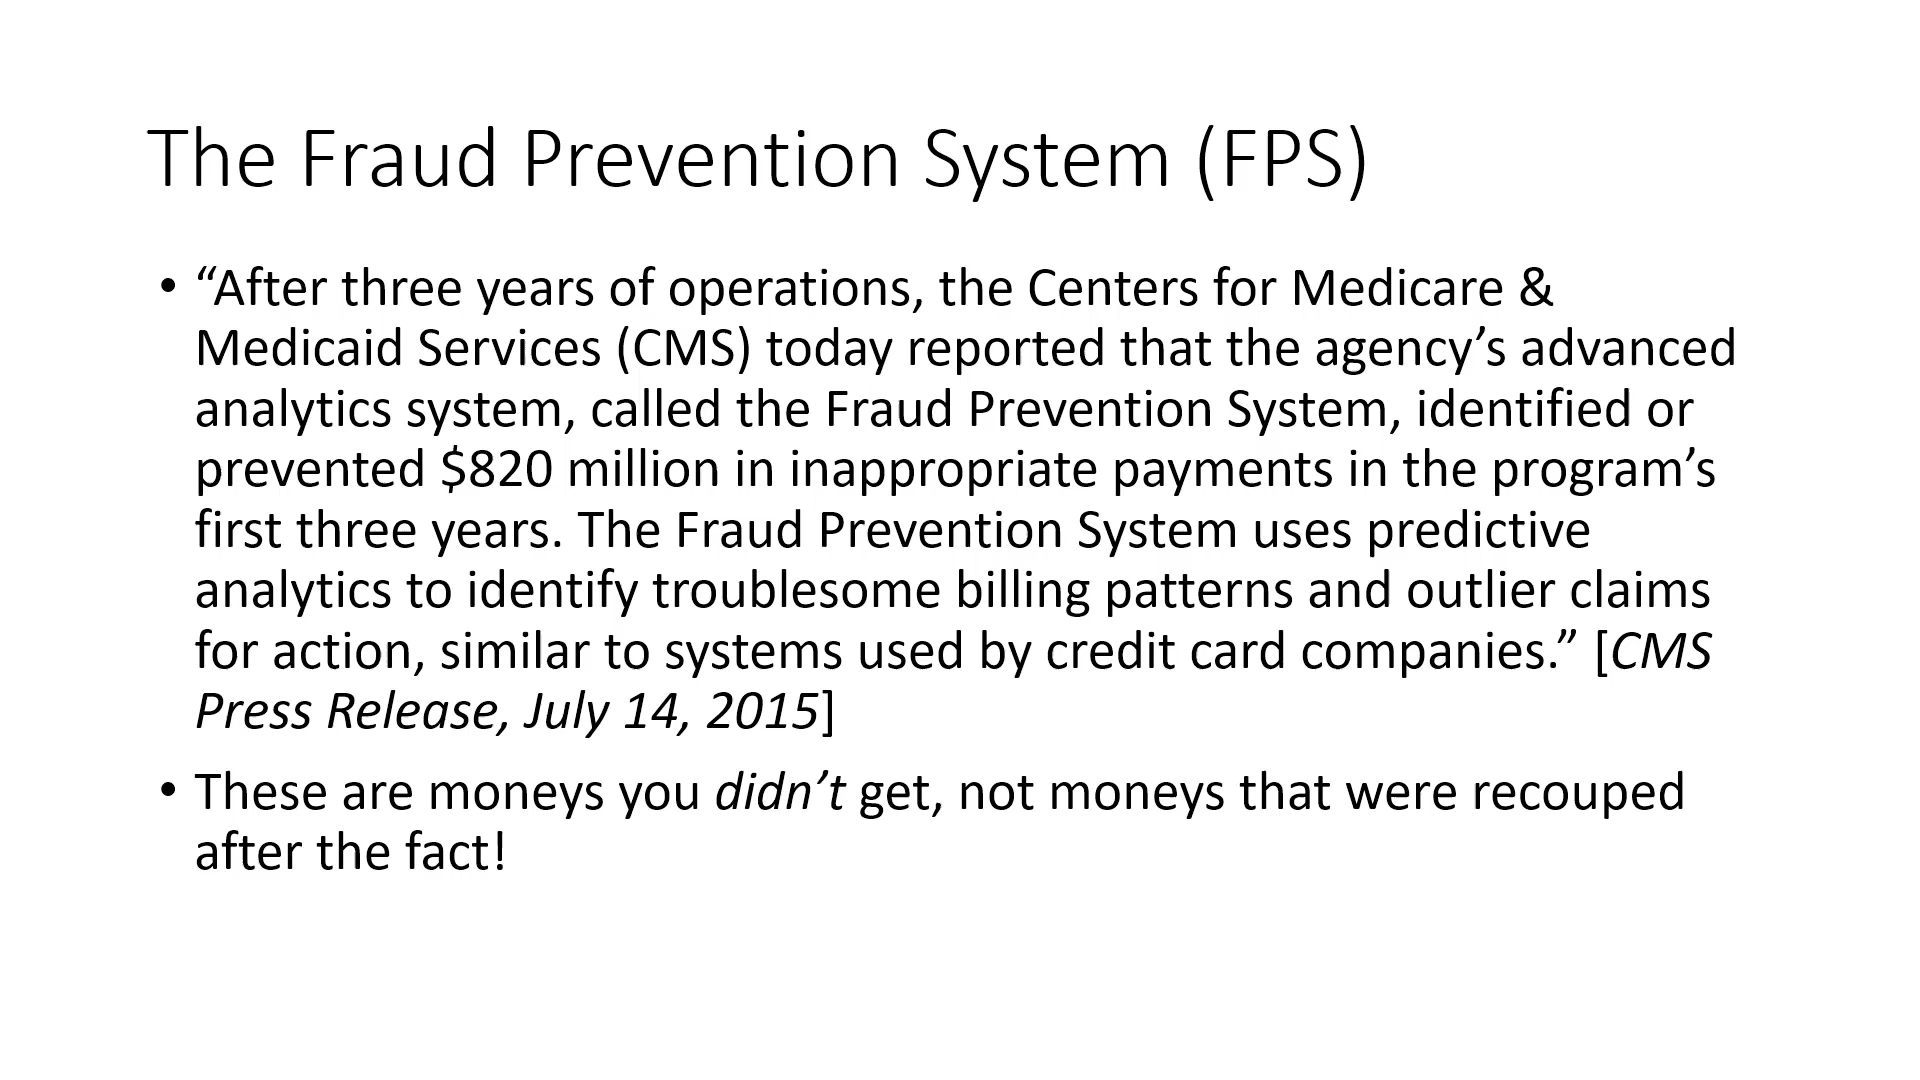 The Fraud Prevention System (FPS)
• “After three years of operations, the Centers for Medicare &
Medicaid Services (CMS) today reported that the agency’s advanced
analytics system, called the Fraud Prevention System, identified or
prevented $820 million in inappropriate payments in the program’s
first three years. The Fraud Prevention System uses predictive
analytics to identify troublesome billing patterns and outlier claims
for action, similar to systems used by credit card companies.” [CMS
Press Release, July 14, 2015]
• These are moneys you didn’t get, not moneys that were recouped
after the fact!